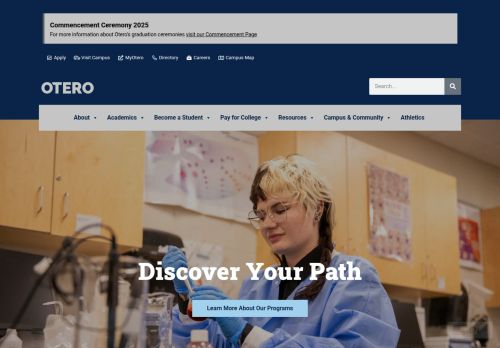 Commencement Ceremony 2025
For more information about Otero's graduation ceremonies visit our Commencement Page
Apply Visit Campus MyOtero Directory Careers Campus Map
OTERO
Search...
About Academics Become a Student Pay for College Resources Campus & Community Athletics
Discover Your Path
Learn More About Our Programs